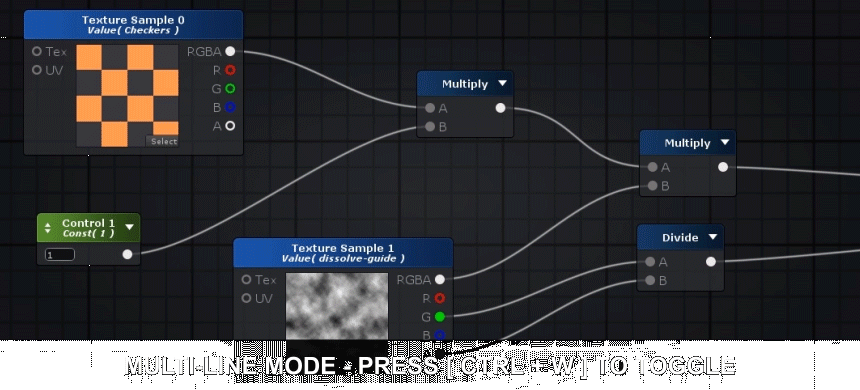 Texture Sample 0
Value( Checkers )
Tex
RGBA
UV
R
G
B
A
Select
Multiply
A
B
Multiply
A
B
Control 1
Const( 1 )
1
Texture Sample 1
Value( dissolve-guide )
Tex
RGBA
UV
R
G
B
Divide
A
B
MULTI-LINE MODE - PRESS [ CTRL + W ] TO TOGGLE